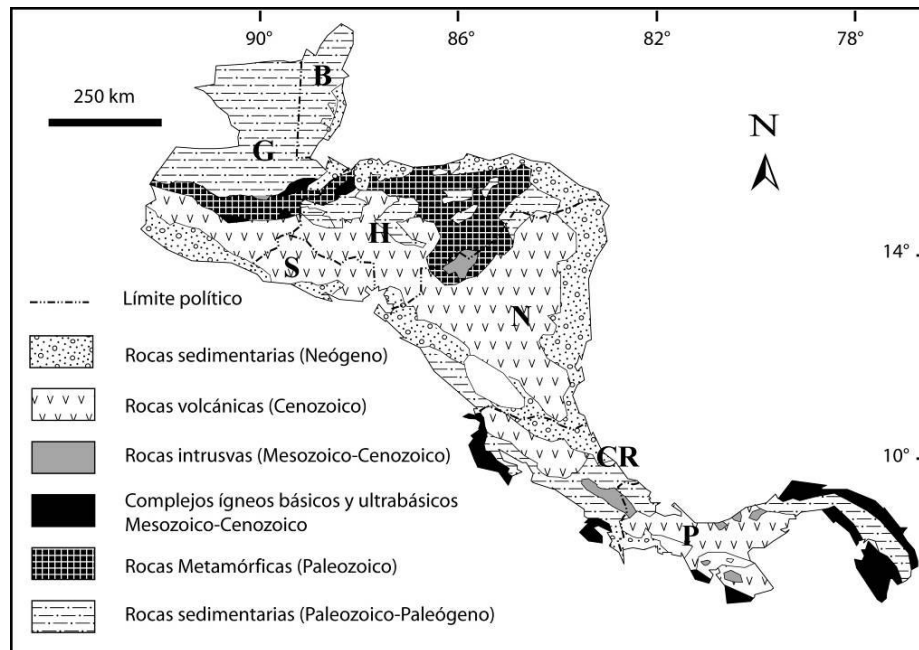 90° 86° 82° 78°
250 km
B
N
G
H
14°
S
N
Límite político
Rocas sedimentarias (Neógeno)
Rocas volcánicas (Cenozoico)
Rocas intrusvas (Mesozoico-Cenozoico)
CR
10°
Complejos ígneos básicos y ultrabásicos
Mesozoico-Cenozoico
P
Rocas Metamórficas (Paleozoico)
Rocas sedimentarias (Paleozoico-Paleógeno)